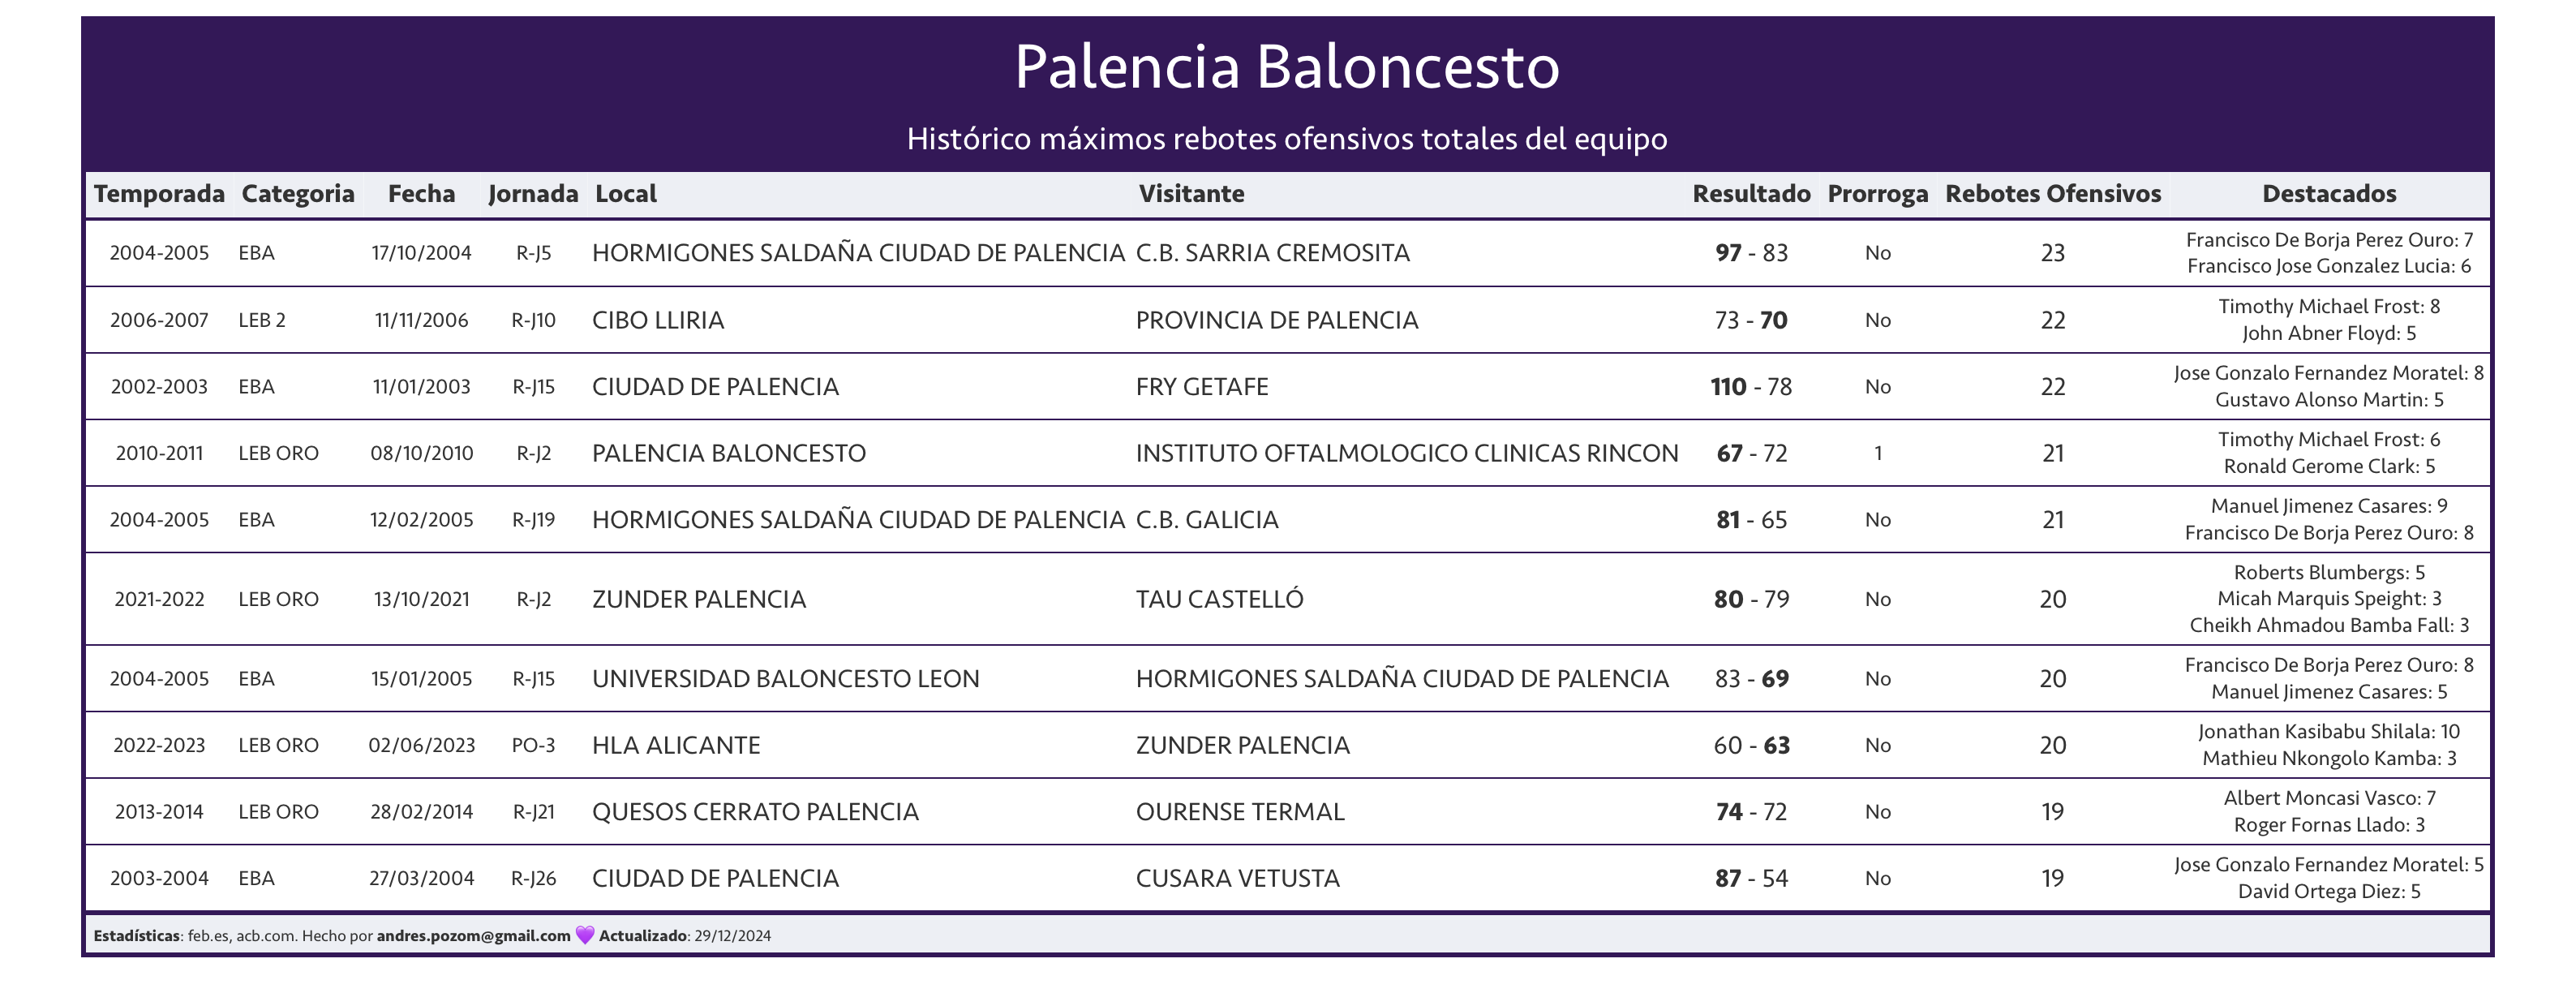 Palencia Baloncesto
Histórico máximos rebotes ofensivos totales del equipo
Temporada Categoria Fecha Jornada Local Visitante Resultado Prorroga Rebotes Ofensivos Destacados
2004-2005 EBA 17/10/2004 R-J5 HORMIGONES SALDAÑA CIUDAD DE PALENCIA C.B. SARRIA CREMOSITA 97 - 83 No 23 Francisco De Borja Perez Ouro: 7
Francisco Jose Gonzalez Lucia: 6
2006-2007 LEB 2 11/11/2006 R-J10 CIBO LLIRIA PROVINCIA DE PALENCIA 73 - 70 No 22 Timothy Michael Frost: 8
John Abner Floyd: 5
2002-2003 EBA 11/01/2003 R-J15 CIUDAD DE PALENCIA FRY GETAFE 110 - 78 No 22 Jose Gonzalo Fernandez Moratel: 8
Gustavo Alonso Martin: 5
2010-2011 LEB ORO 08/10/2010 R-J2 PALENCIA BALONCESTO INSTITUTO OFTALMOLOGICO CLINICAS RINCON 67 - 72 1 21 Timothy Michael Frost: 6
Ronald Gerome Clark: 5
2004-2005 EBA 12/02/2005 R-J19 HORMIGONES SALDAÑA CIUDAD DE PALENCIA C.B. GALICIA 81 - 65 No 21 Manuel Jimenez Casares: 9
Francisco De Borja Perez Ouro: 8
2021-2022 LEB ORO 13/10/2021 R-J2 ZUNDER PALENCIA TAU CASTELLÓ 80 - 79 No 20 Roberts Blumbergs: 5
Micah Marquis Speight: 3
Cheikh Ahmadou Bamba Fall: 3
2004-2005 EBA 15/01/2005 R-J15 UNIVERSIDAD BALONCESTO LEON HORMIGONES SALDAÑA CIUDAD DE PALENCIA 83 - 69 No 20 Francisco De Borja Perez Ouro: 8
Manuel Jimenez Casares: 5
2022-2023 LEB ORO 02/06/2023 PO-3 HLA ALICANTE ZUNDER PALENCIA 60 - 63 No 20 Jonathan Kasibabu Shilala: 10
Mathieu Nkongolo Kamba: 3
2013-2014 LEB ORO 28/02/2014 R-J21 QUESOS CERRATO PALENCIA OURENSE TERMAL 74 - 72 No 19 Albert Moncasi Vasco: 7
Roger Fornas Llado: 3
2003-2004 EBA 27/03/2004 R-J26 CIUDAD DE PALENCIA CUSARA VETUSTA 87 - 54 No 19 Jose Gonzalo Fernandez Moratel: 5
David Ortega Diez: 5
Estadísticas: feb.es, acb.com. Hecho por andres.pozom@gmail.com 💜 Actualizado: 29/12/2024